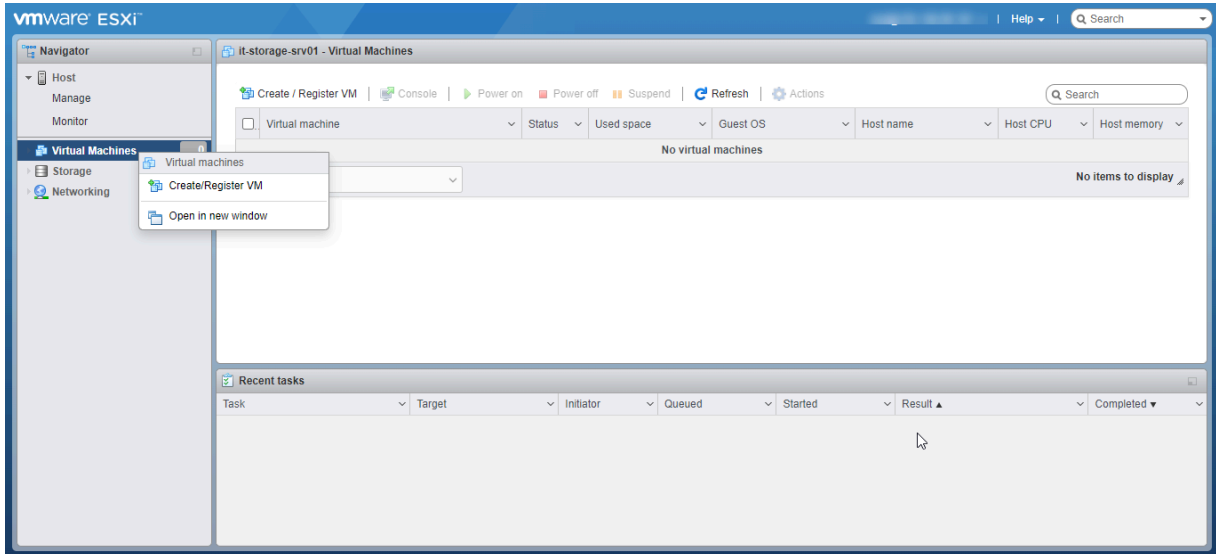 vmware ESXi™
Help
Search
Navigator
Host
Manage
Monitor
Virtual Machines
0
Storage
Networking
Virtual machines
Create/Register VM
Open in new window
it-storage-srv01 - Virtual Machines
Create / Register VM | Console | Power on Power off Suspend | Refresh | Actions
Search
Virtual machine Status Used space Guest OS Host name Host CPU Host memory
No virtual machines
No items to display
Recent tasks
Task Target Initiator Queued Started Result Completed